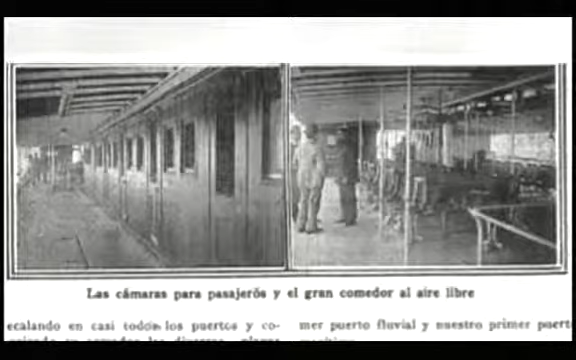 Las cámaras para pasajerós y el gran comedor al aire libre
ecalando en casi todos los puertos y co-
mer puerto fluvial y nuestro primer puerto